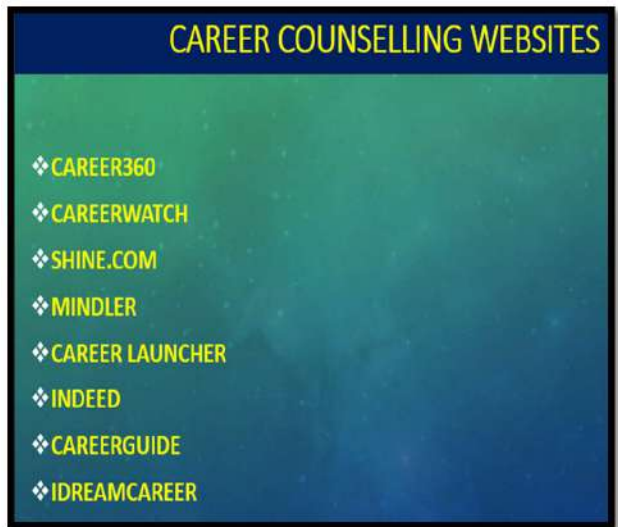 CAREER COUNSELLING WEBSITES
❖CAREER360
❖CAREERWATCH
❖SHINE.COM
❖MINDLER
❖CAREER LAUNCHER
❖INDEED
❖CAREERGUIDE
❖IDREAMCAREER